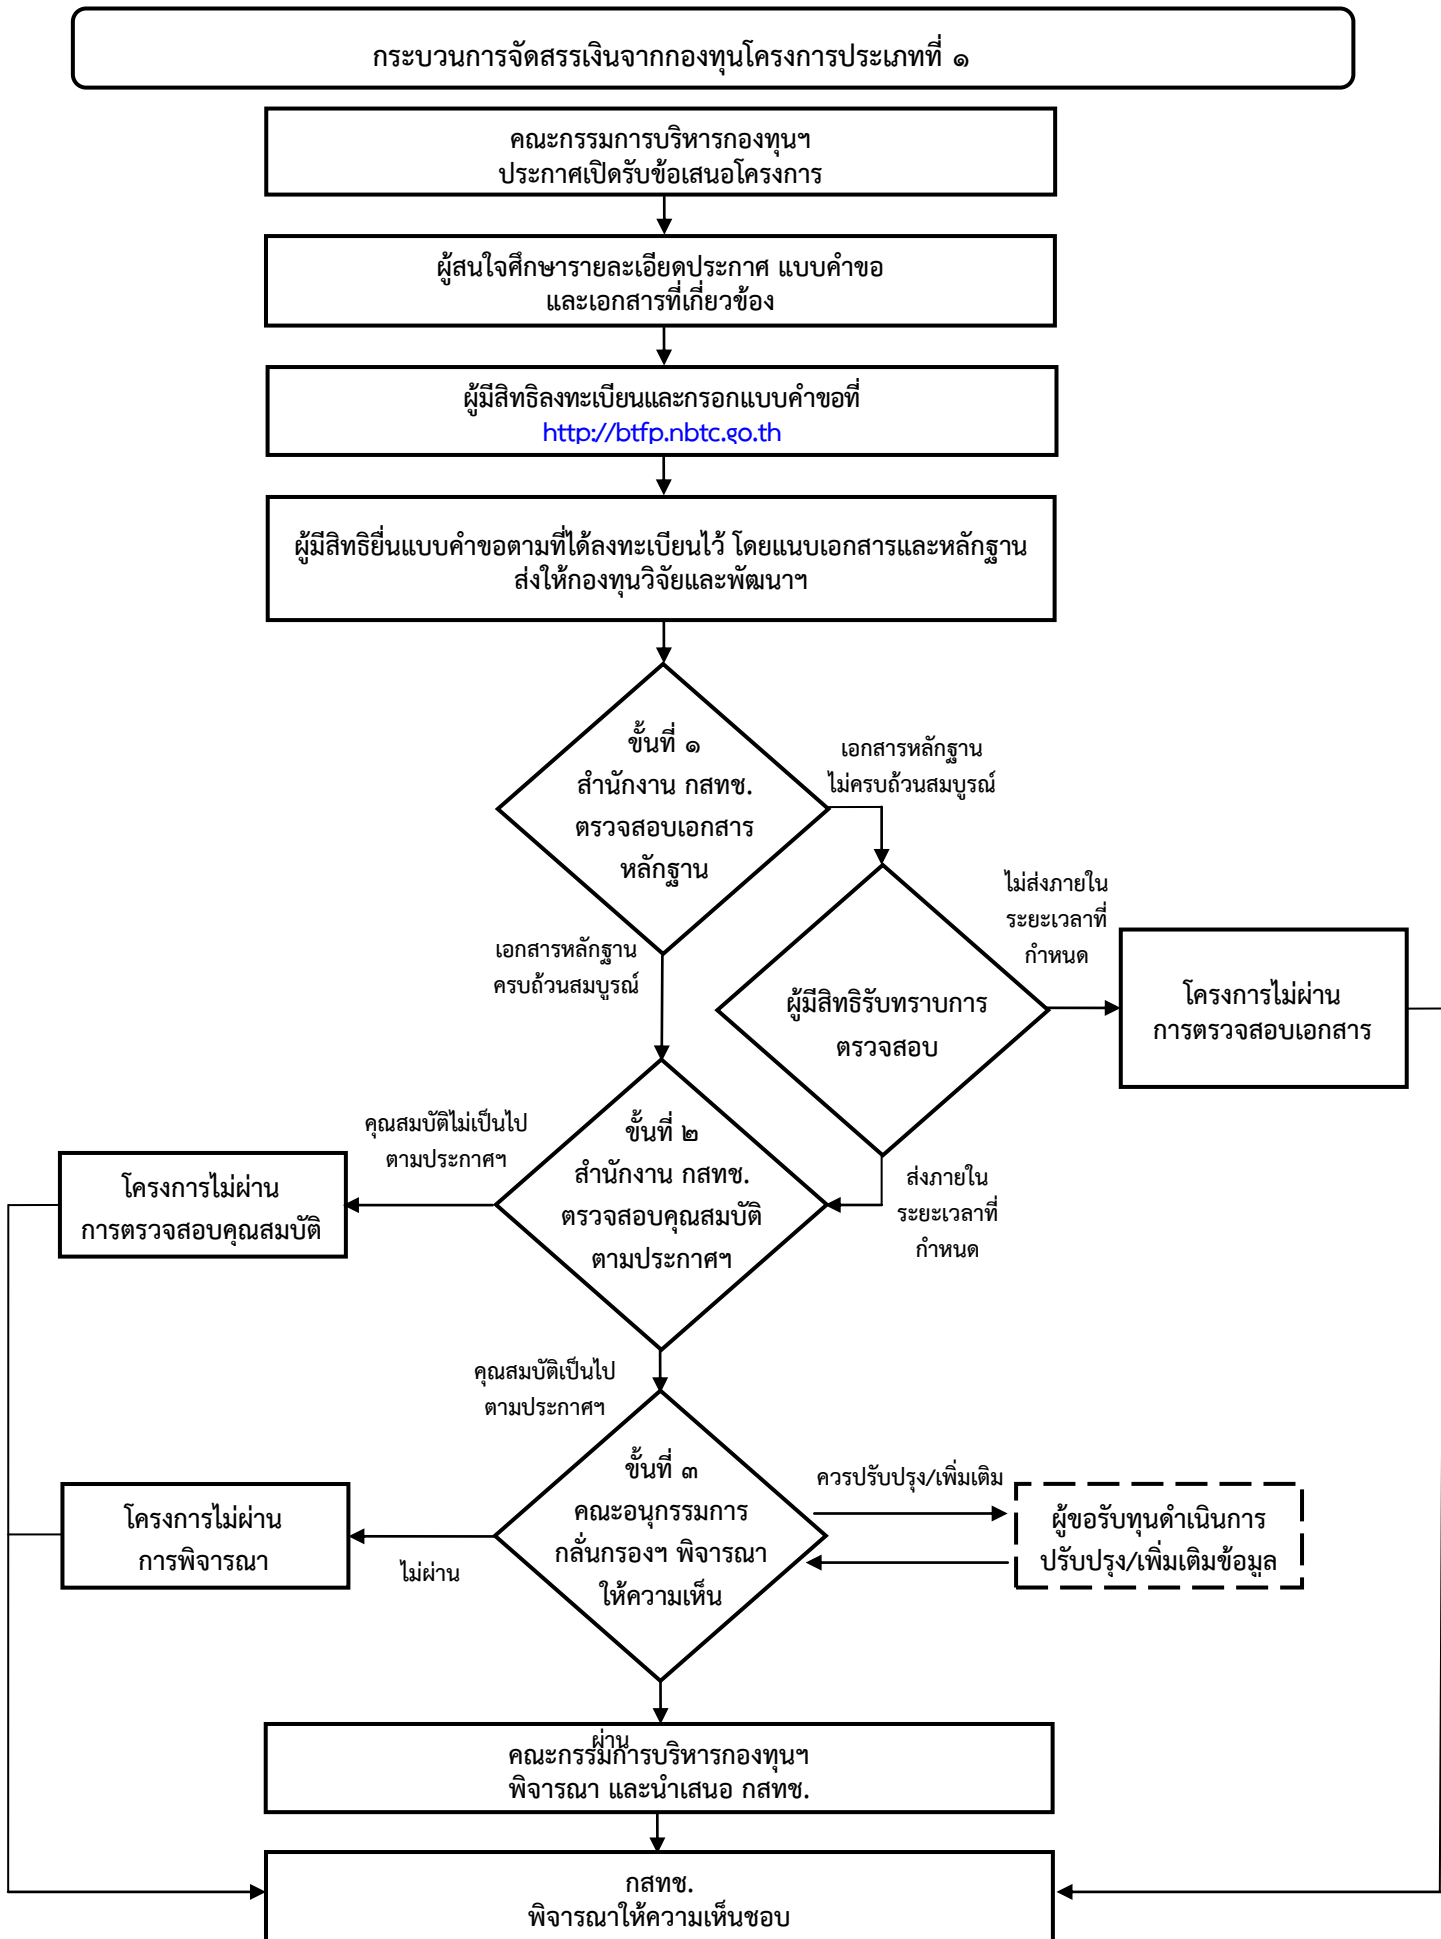 กระบวนการจัดสรรเงินจากกองทุนโครงการประเภทที่ ๑
คณะกรรมการบริหารกองทุนฯ
ประกาศเปิดรับข้อเสนอโครงการ
ผู้สนใจศึกษารายละเอียดประกาศ แบบคำขอ
และเอกสารที่เกี่ยวข้อง
ผู้มีสิทธิลงทะเบียนและกรอกแบบคำขอที่
http://btfp.nbtc.go.th
ผู้มีสิทธิยื่นแบบคำขอตามที่ได้ลงทะเบียนไว้ โดยแนบเอกสารและหลักฐาน
ส่งให้กองทุนวิจัยและพัฒนาฯ
ขั้นที่ ๑
สำนักงาน กสทช.
ตรวจสอบเอกสาร
หลักฐาน
เอกสารหลักฐาน
ไม่ครบถ้วนสมบูรณ์
เอกสารหลักฐาน
ครบถ้วนสมบูรณ์
ผู้มีสิทธิรับทราบการ
ตรวจสอบ
ไม่ส่งภายใน
ระยะเวลาที่
กำหนด
โครงการไม่ผ่าน
การตรวจสอบเอกสาร
ส่งภายใน
ระยะเวลาที่
กำหนด
ขั้นที่ ๒
สำนักงาน กสทช.
ตรวจสอบคุณสมบัติ
ตามประกาศฯ
คุณสมบัติไม่เป็นไป
ตามประกาศฯ
โครงการไม่ผ่าน
การตรวจสอบคุณสมบัติ
คุณสมบัติเป็นไป
ตามประกาศฯ
ขั้นที่ ๓
คณะอนุกรรมการ
กลั่นกรองฯ พิจารณา
ให้ความเห็น
ควรปรับปรุง/เพิ่มเติม
ผู้ขอรับทุนดำเนินการ
ปรับปรุง/เพิ่มเติมข้อมูล
ไม่ผ่าน
โครงการไม่ผ่าน
การพิจารณา
ผ่าน
คณะกรรมการบริหารกองทุนฯ
พิจารณา และนำเสนอ กสทช.
กสทช.
พิจารณาให้ความเห็นชอบ